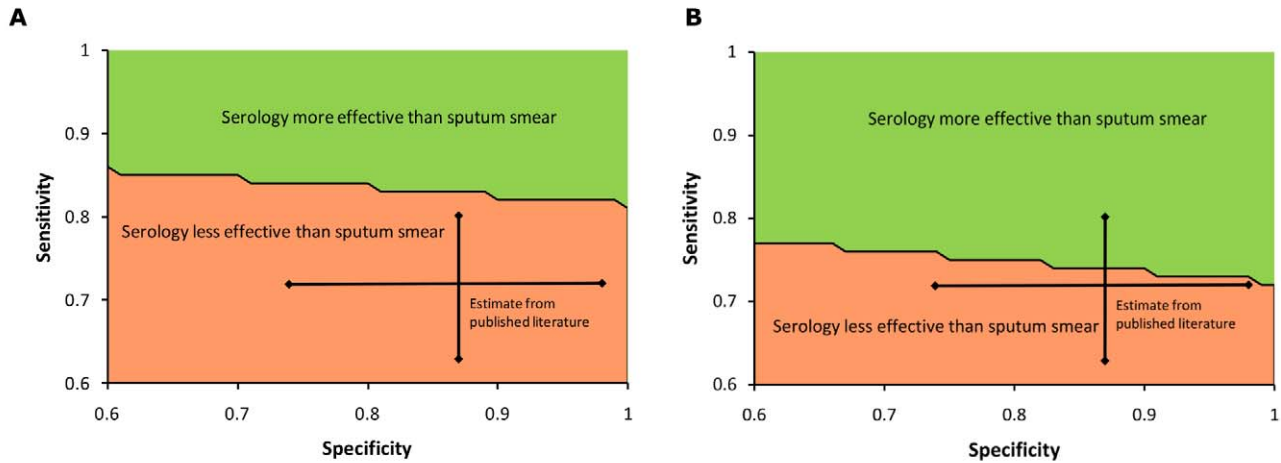 A
1
0.9
0.8
0.7
0.6
Sensitivity
Serology more effective than sputum smear
Serology less effective than sputum smear
Estimate from
published literature
0.6
0.7
0.8
0.9
1
Specificity
B
1
0.9
0.8
0.7
0.6
Sensitivity
Serology more effective than sputum smear
Serology less effective than sputum smear
Estimate from
published literature
0.6
0.7
0.8
0.9
1
Specificity